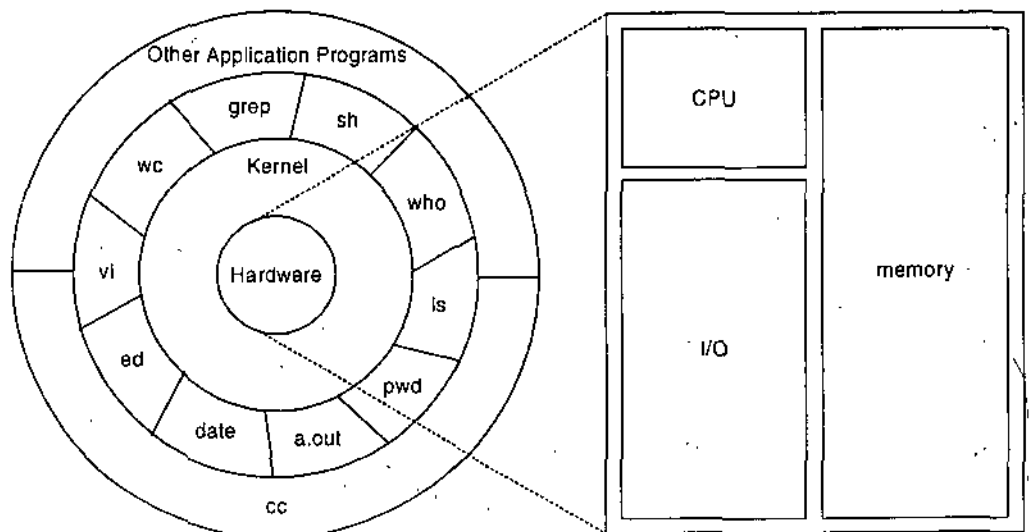 Other Application Programs
grep
sh
wc
Kernel
who
vi
Hardware
ls
ed
pwd
date
a.out
cc
CPU
memory
I/O